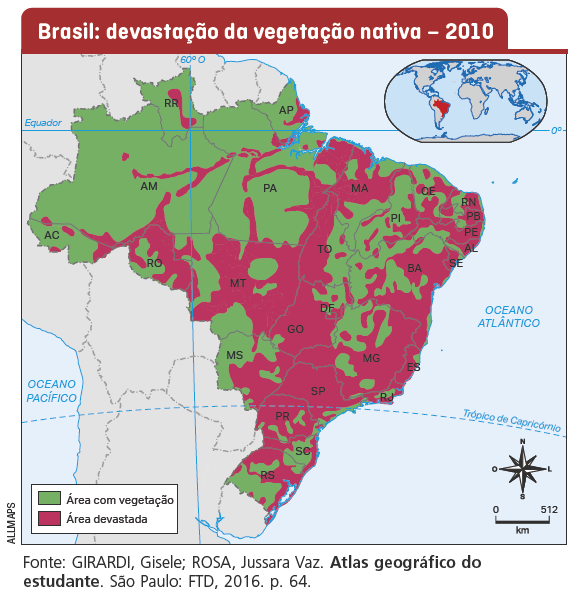 Brasil: devastação da vegetação nativa – 2010
60º O
RR
AP
Equador
0º
AM
PA
MA
CE
RN
PB
PE
AL
SE
PI
AC
RO
TO
BA
MT
DF
GO
MS
MG
ES
SP
RJ
PR
SC
RS
OCEANO
ATLÂNTICO
OCEANO
PACÍFICO
Trópico de Capricórnio
N
O
L
S
0
512
km
Área com vegetação
Área devastada
ALLMAPS
Fonte: GIRARDI, Gisele; ROSA, Jussara Vaz. Atlas geográfico do
estudante. São Paulo: FTD, 2016. p. 64.